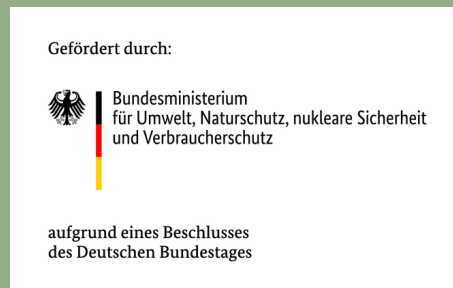 Gefördert durch:
Bundesministerium
für Umwelt, Naturschutz, nukleare Sicherheit
und Verbraucherschutz
aufgrund eines Beschlusses
des Deutschen Bundestages